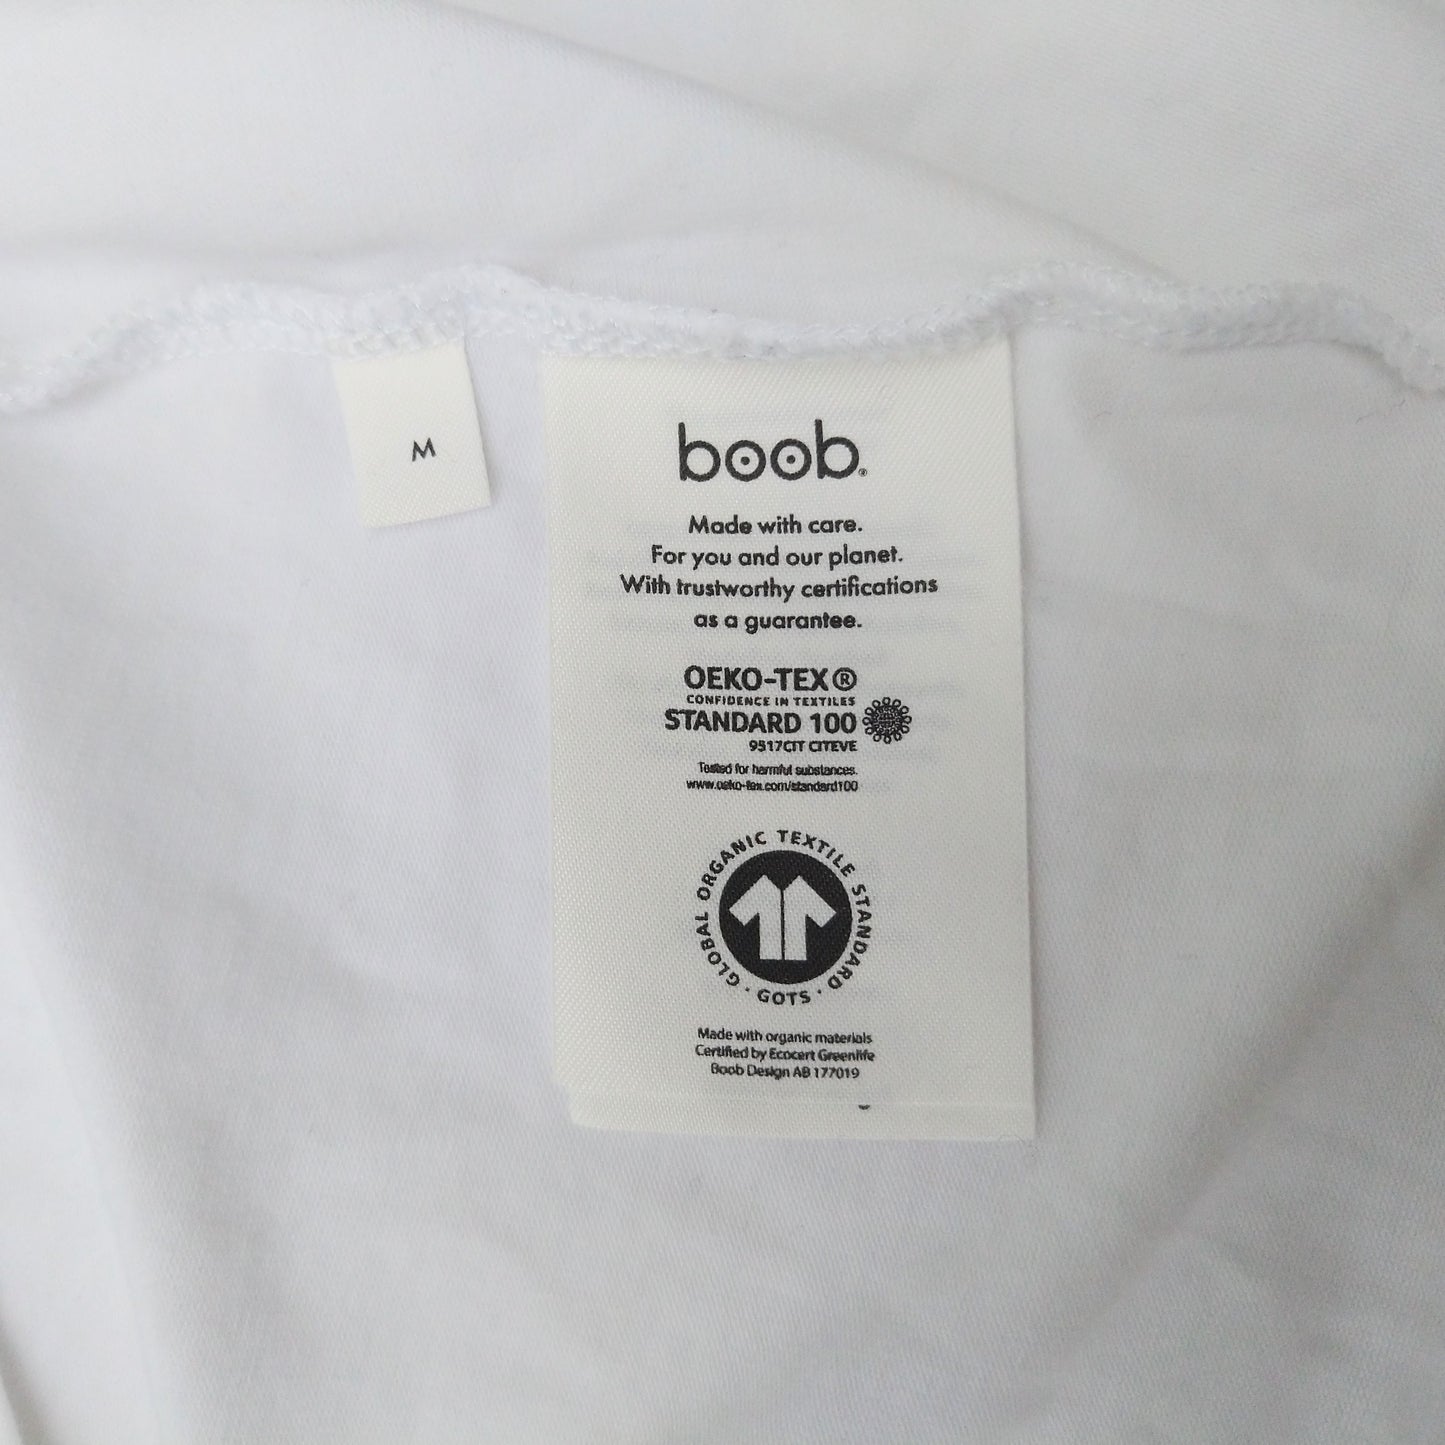 M
boob®
Made with care.
For you and our planet.
With trustworthy certifications
as a guarantee.
OEKO-TEX®
CONFIDENCE IN TEXTILES
STANDARD 100
9517CIT CITEVE
Tested for harmful substances.
www.oeko-tex.com/standard100
GLOBAL ORGANIC TEXTILE STANDARD · GOTS ·
Made with organic materials
Certified by Ecocert Greenlife
Boob Design AB 177019